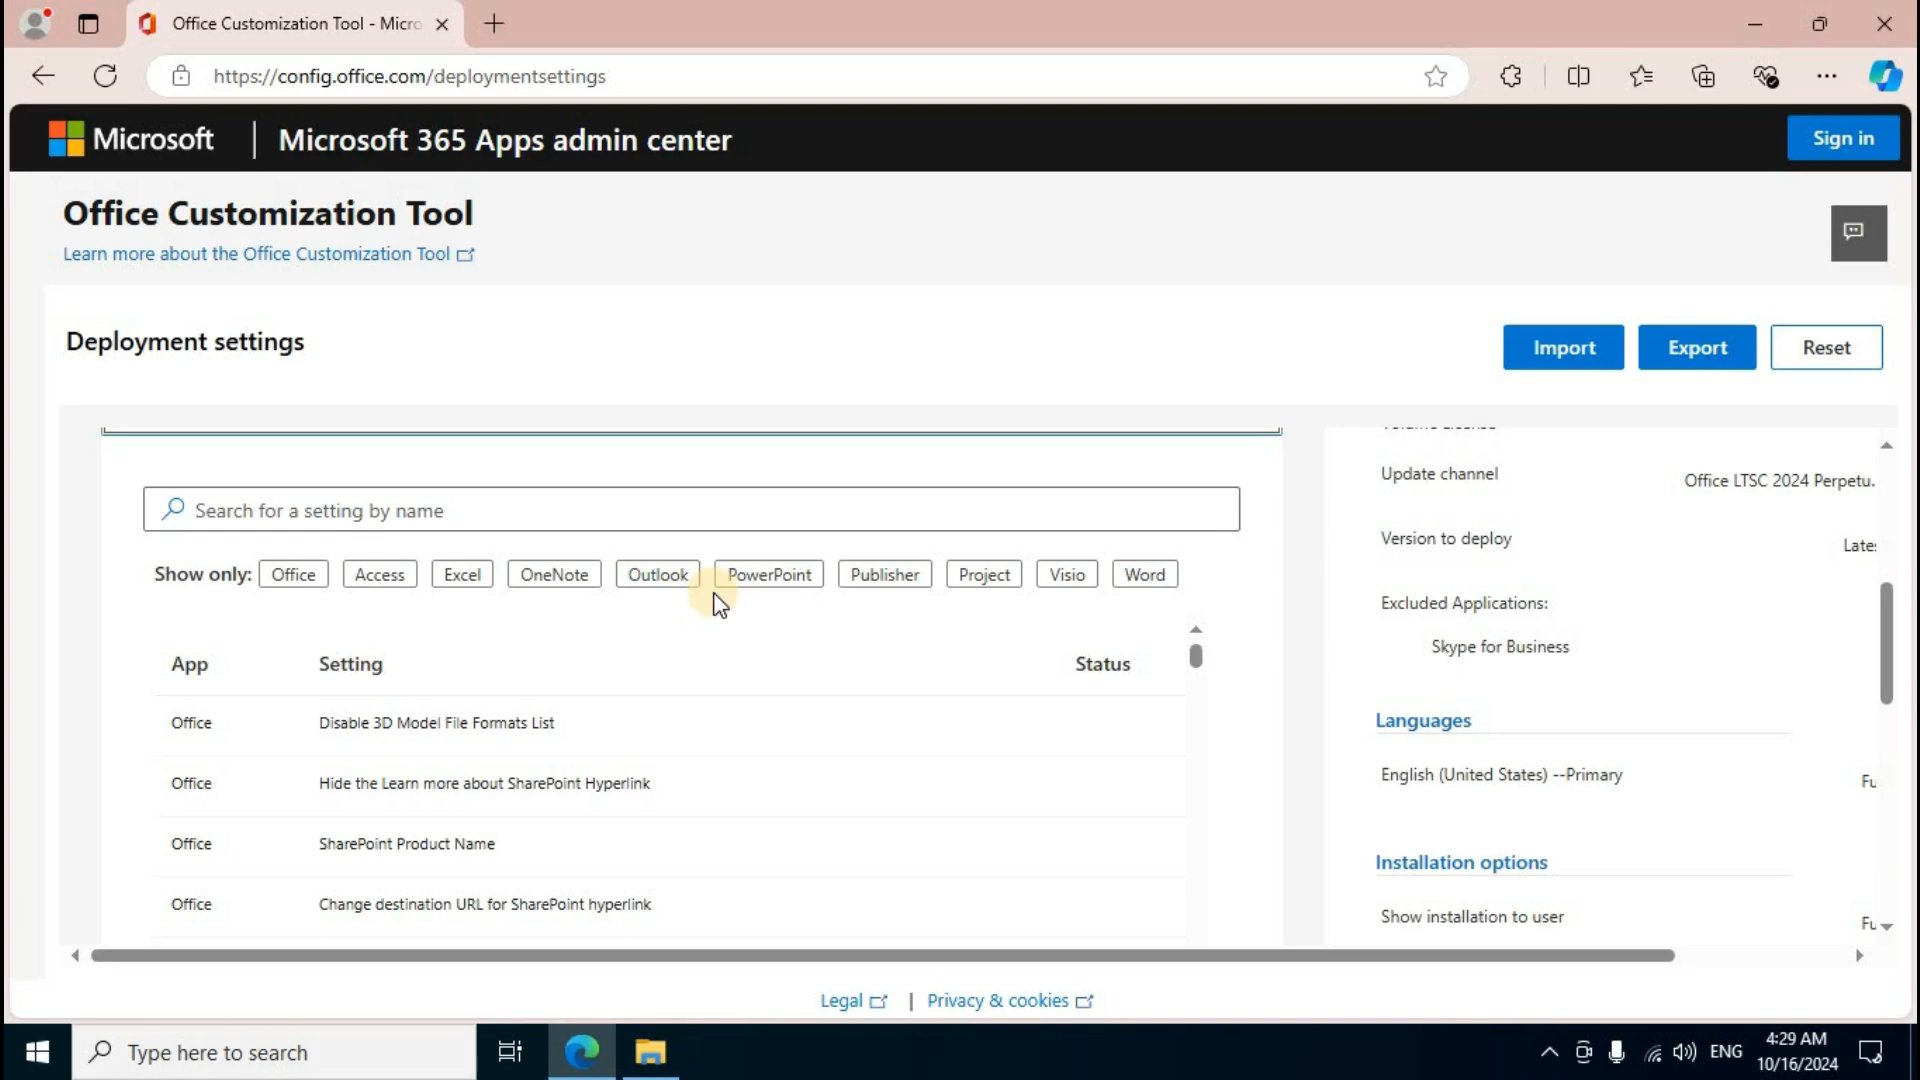 Office Customization Tool - Micro
https://config.office.com/deploymentsettings
Microsoft
Microsoft 365 Apps admin center
Sign in
Office Customization Tool
Learn more about the Office Customization Tool
Deployment settings
Import
Export
Reset
Search for a setting by name
Show only:
Office
Access
Excel
OneNote
Outlook
PowerPoint
Publisher
Project
Visio
Word
App
Setting
Status
Office
Disable 3D Model File Formats List
Office
Hide the Learn more about SharePoint Hyperlink
Office
SharePoint Product Name
Office
Change destination URL for SharePoint hyperlink
Update channel
Office LTSC 2024 Perpetu.
Version to deploy
Late
Excluded Applications:
Skype for Business
Languages
English (United States) --Primary
Fu
Installation options
Show installation to user
Fu
Legal
|
Privacy & cookies
Type here to search
ENG
4:29 AM
10/16/2024